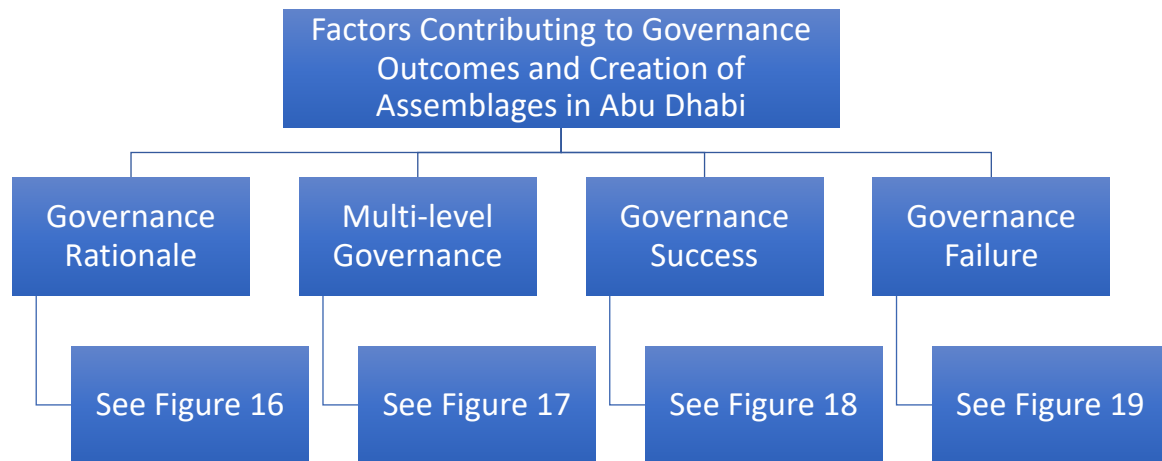 Factors Contributing to Governance
Outcomes and Creation of
Assemblages in Abu Dhabi
Governance
Rationale
Multi-level
Governance
Governance
Success
Governance
Failure
See Figure 16
See Figure 17
See Figure 18
See Figure 19